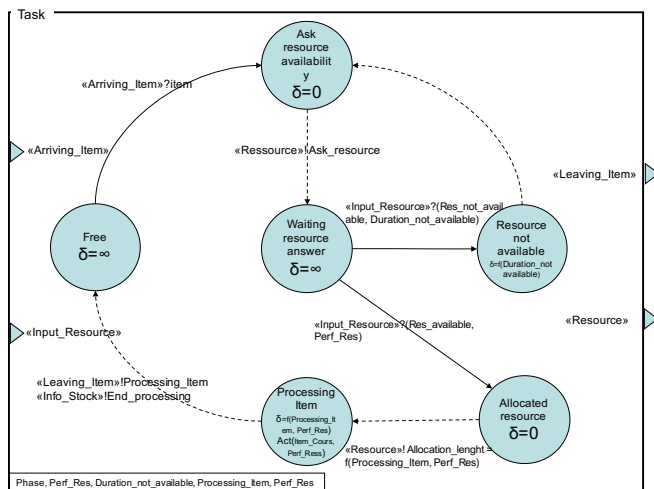 Task
Ask
resource
availabilit
y
δ=0
«Arriving_Item»?item
«Arriving_Item»
«Ressource»!Ask_resource
«Leaving_Item»
«Input_Resource»?(Res_not_avail
able, Duration_not_available)
Free
δ=∞
Waiting
resource
answer
δ=∞
Resource
not
available
δ=f(Duration_not
available)
«Resource»
«Input_Resource»
«Input_Resource»?(Res_available,
Perf_Res)
«Leaving_Item»!Processing_Item
«Info_Stock»!End_processing
Processing
Item
δ=f(Processing_It
em, Perf_Res)
Act(Item_Cours,
Perf_Ress)
Allocated
resource
δ=0
«Resource»! Allocation_lenght =
f(Processing_Item, Perf_Res)
Phase, Perf_Res, Duration_not_available, Processing_Item, Perf_Res